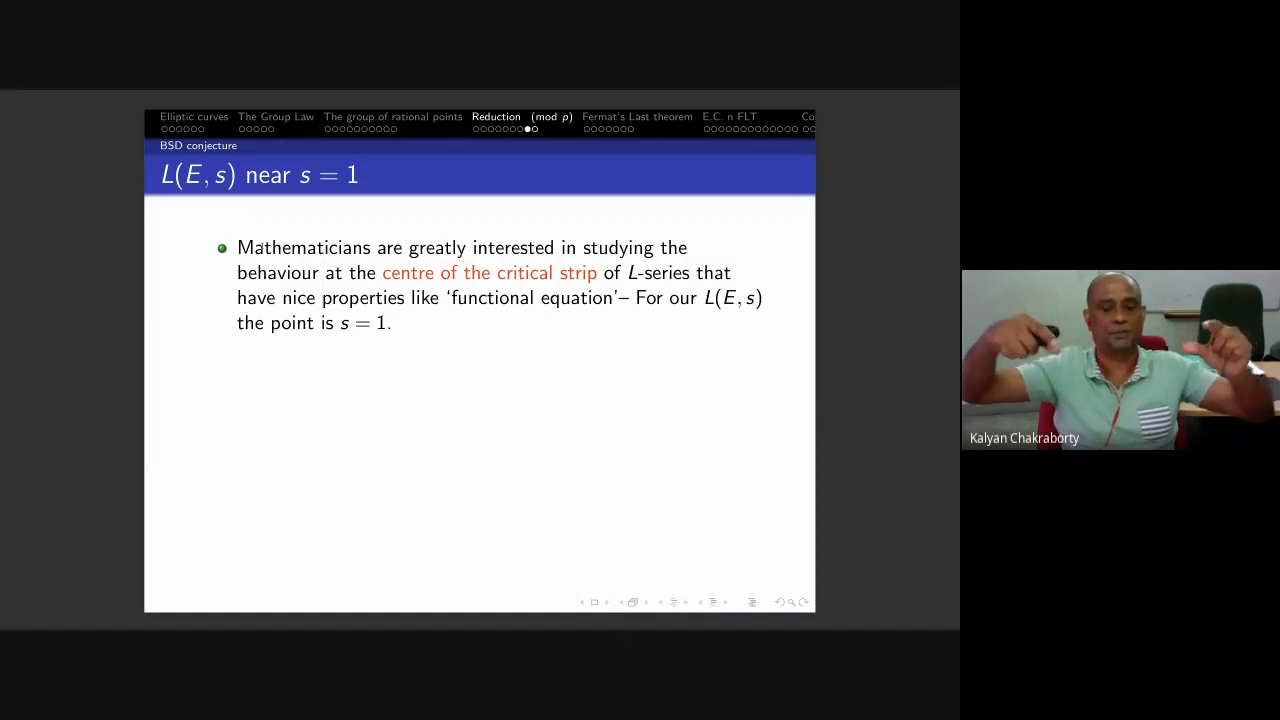 Elliptic curves The Group Law The group of rational points Reduction (mod p) Fermat's Last theorem E.C. n FLT Co
BSD conjecture
L(E, s) near s = 1
Mathematicians are greatly interested in studying the
behaviour at the centre of the critical strip of L-series that
have nice properties like ‘functional equation’– For our L(E, s)
the point is s = 1.
Kalyan Chakraborty